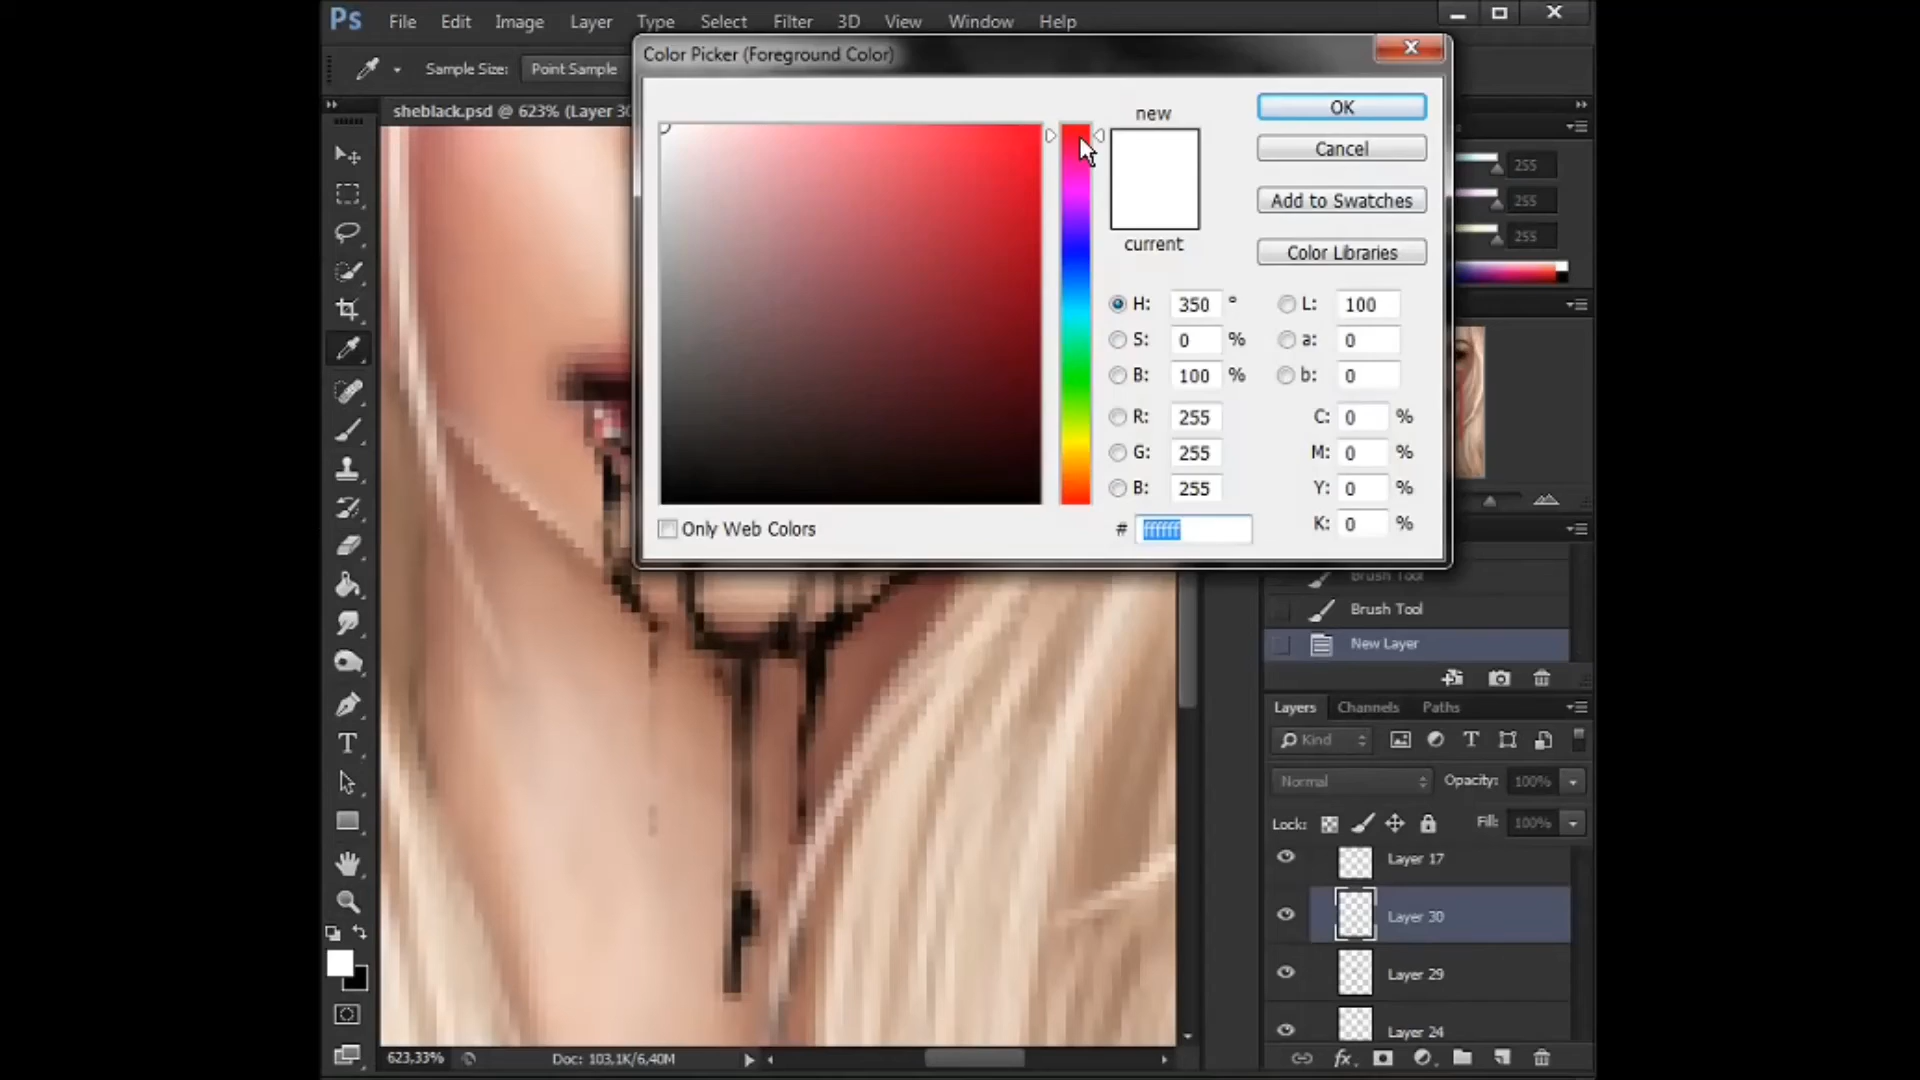 Ps File Edit Image Layer Type Select Filter 3D View Window Help
Sample Size: Point Sample
sheblack.psd @ 623% (Layer 30
Color Picker (Foreground Color)
new
current
OK
Cancel
Add to Swatches
Color Libraries
H: 350 °
S: 0 %
B: 100 %
R: 255
G: 255
B: 255
# ffffff
L: 100
a: 0
b: 0
C: 0 %
M: 0 %
Y: 0 %
K: 0 %
Only Web Colors
255
255
255
Brush Tool
Brush Tool
New Layer
Layers Channels Paths
Kind
Normal Opacity: 100%
Lock: Fill: 100%
Layer 17
Layer 30
Layer 29
Layer 24
fx
T
623,33% Doc: 103,1K/6,40M